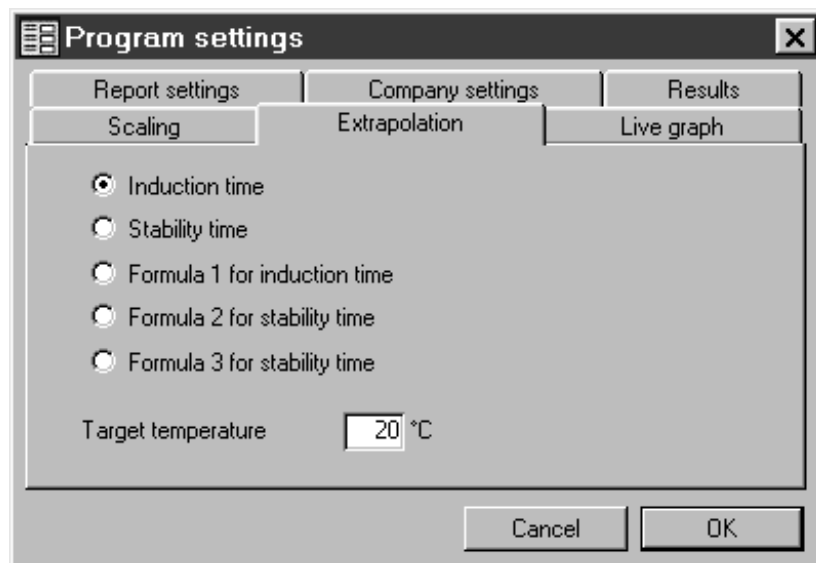 Program settings
Report settings Company settings Results
Scaling Extrapolation Live graph
Induction time
Stability time
Formula 1 for induction time
Formula 2 for stability time
Formula 3 for stability time
Target temperature 20 °C
Cancel OK